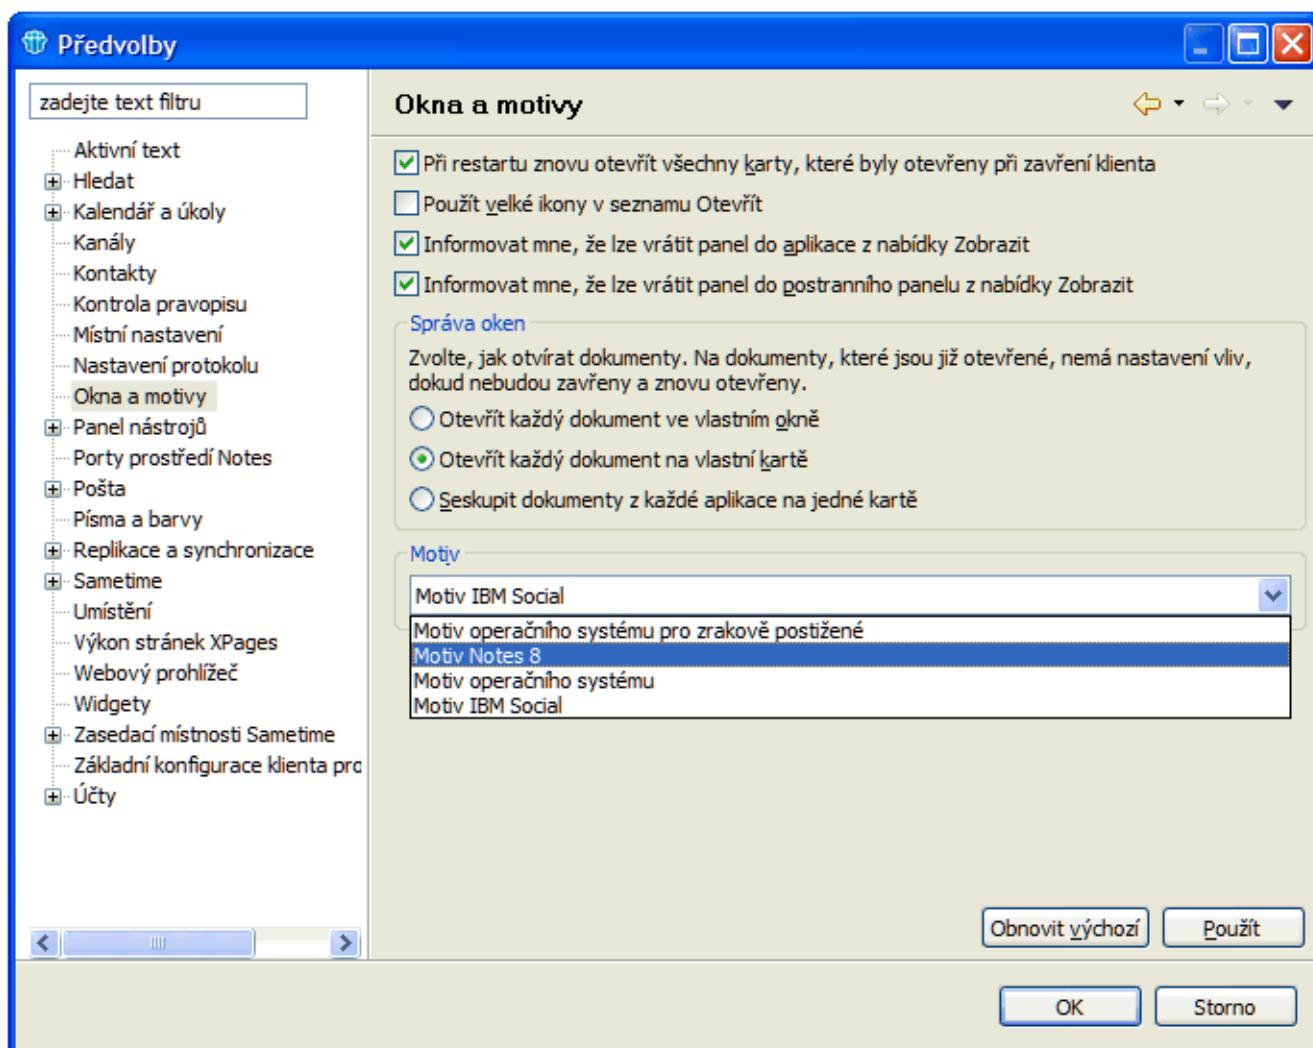 Předvolby
zadejte text filtru
Aktivní text
Hledat
Kalendář a úkoly
Kanály
Kontakty
Kontrola pravopisu
Místní nastavení
Nastavení protokolu
Okna a motivy
Panel nástrojů
Porty prostředí Notes
Pošta
Písma a barvy
Replikace a synchronizace
Sametime
Umístění
Výkon stránek XPages
Webový prohlížeč
Widgety
Zasedací místnosti Sametime
Základní konfigurace klienta pro
Účty
Okna a motivy
Při restartu znovu otevřít všechny karty, které byly otevřeny při zavření klienta
Použít velké ikony v seznamu Otevřít
Informovat mne, že lze vrátit panel do aplikace z nabídky Zobrazit
Informovat mne, že lze vrátit panel do postranního panelu z nabídky Zobrazit
Správa oken
Zvolte, jak otvírat dokumenty. Na dokumenty, které jsou již otevřené, nemá nastavení vliv,
dokud nebudou zavřeny a znovu otevřeny.
Otevřít každý dokument ve vlastním okně
Otevřít každý dokument na vlastní kartě
Seskupit dokumenty z každé aplikace na jedné kartě
Motiv
Motiv IBM Social
Motiv operačního systému pro zrakově postižené
Motiv Notes 8
Motiv operačního systému
Motiv IBM Social
Obnovit výchozí
Použít
OK
Storno